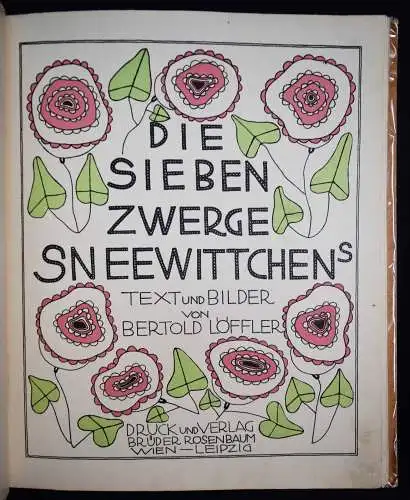 DIE
SIEBEN
ZWERGE
SNEEWITTCHENS
TEXT UND BILDER
VON
BERTOLD LÖFFLER
DRUCK UND VERLAG
BRÜDER ROSENBAUM
WIEN — LEIPZIG